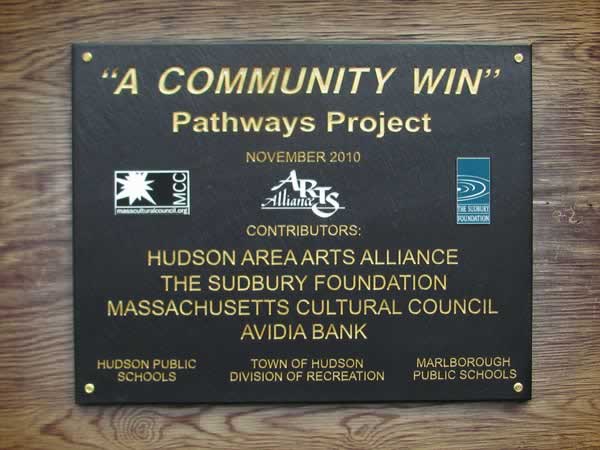 "A COMMUNITY WIN"
Pathways Project
NOVEMBER 2010
MCC
massculturalcouncil.org
ARTS
Alliance
THE SUDBURY
FOUNDATION
CONTRIBUTORS:
HUDSON AREA ARTS ALLIANCE
THE SUDBURY FOUNDATION
MASSACHUSETTS CULTURAL COUNCIL
AVIDIA BANK
HUDSON PUBLIC
SCHOOLS
TOWN OF HUDSON
DIVISION OF RECREATION
MARLBOROUGH
PUBLIC SCHOOLS